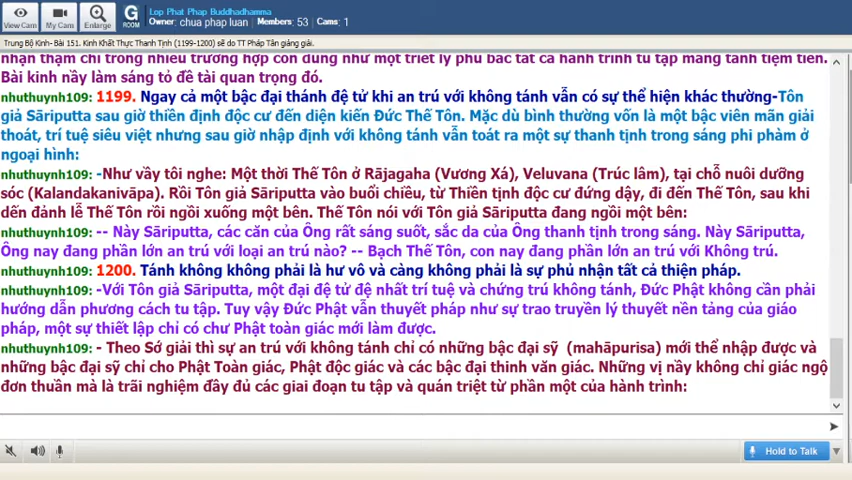 View Cam
My Cam
Enlarge
G
ROOM
Lop Phat Phap Buddhadhamma
Owner: chua phap luan Members: 53 Cams: 1
Trung Bộ Kinh- Bài 151. Kinh Khất Thực Thanh Tịnh (1199-1200) sẽ do TT Pháp Tân giảng giải.
nhận thậm chí trong nhiều trường hợp còn dùng như một triết lý phủ bác tất cả hành trình tu tập mang tánh tiệm tiến.
Bài kinh nầy làm sáng tỏ đề tài quan trọng đó.
nhuthuynh109: 1199. Ngay cả một bậc đại thánh đệ tử khi an trú với không tánh vẫn có sự thể hiện khác thường-Tôn
giả Sāriputta sau giờ thiền định độc cư đến diện kiến Đức Thế Tôn. Mặc dù bình thường vốn là một bậc viên mãn giải
thoát, trí tuệ siêu việt nhưng sau giờ nhập định với không tánh vẫn toát ra một sự thanh tịnh trong sáng phi phàm ở
ngoại hình:
nhuthuynh109: -Như vầy tôi nghe: Một thời Thế Tôn ở Rājagaha (Vương Xá), Veluvana (Trúc lâm), tại chỗ nuôi dưỡng
sóc (Kalandakanivāpa). Rồi Tôn giả Sāriputta vào buổi chiều, từ Thiền tịnh độc cư đứng dậy, đi đến Thế Tôn, sau khi
đến đảnh lễ Thế Tôn rồi ngồi xuống một bên. Thế Tôn nói với Tôn giả Sāriputta đang ngồi một bên:
nhuthuynh109: -- Này Sāriputta, các căn của Ông rất sáng suốt, sắc da của Ông thanh tịnh trong sáng. Này Sāriputta,
Ông nay đang phần lớn an trú với loại an trú nào? -- Bạch Thế Tôn, con nay đang phần lớn an trú với Không trú.
nhuthuynh109: 1200. Tánh không không phải là hư vô và càng không phải là sự phủ nhận tất cả thiện pháp.
nhuthuynh109: -Với Tôn giả Sāriputta, một đại đệ tử đệ nhất trí tuệ và chứng trú không tánh, Đức Phật không cần phải
hướng dẫn phương cách tu tập. Tuy vậy Đức Phật vẫn thuyết pháp như sự trao truyền lý thuyết nền tảng của giáo
pháp, một sự thiết lập chỉ có chư Phật toàn giác mới làm được.
nhuthuynh109: - Theo Sớ giải thì sự an trú với không tánh chỉ có những bậc đại sỹ (mahāpurisa) mới thể nhập được và
những bậc đại sỹ chỉ cho Phật Toàn giác, Phật độc giác và các bậc đại thinh văn giác. Những vị nầy không chỉ giác ngộ
đơn thuần mà là trãi nghiệm đầy đủ các giai đoạn tu tập và quán triệt từ phần một của hành trình:
Hold to Talk